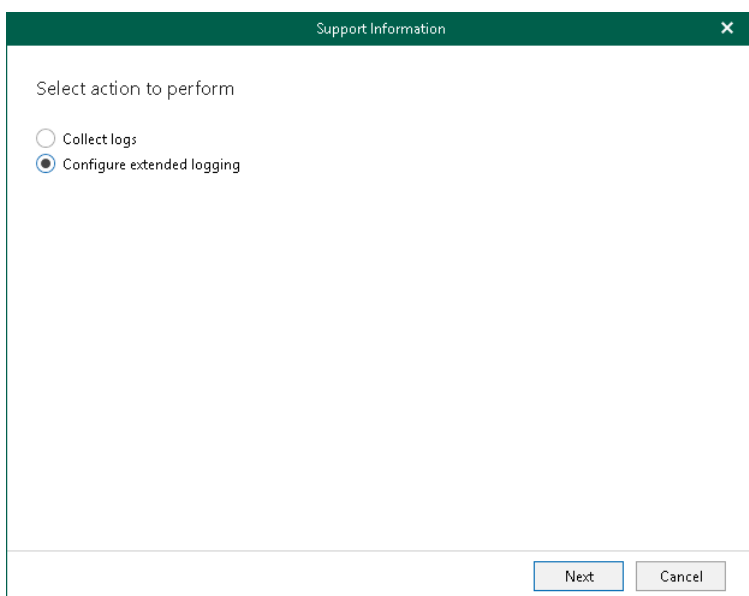 Support Information
Select action to perform
Collect logs
Configure extended logging
Next
Cancel